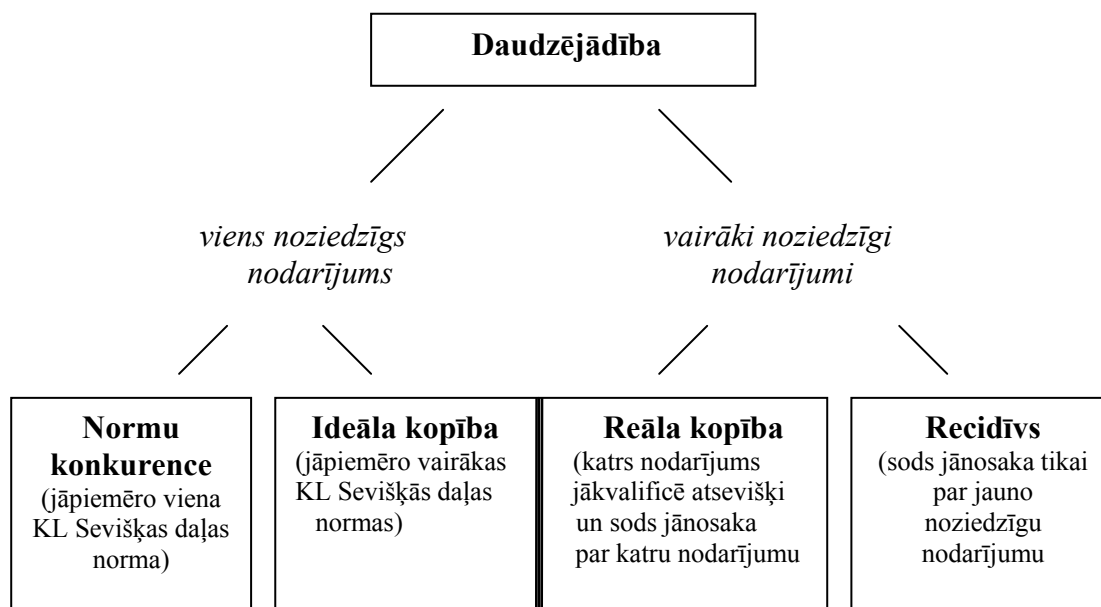 Daudzējādība
viens noziedzīgs
nodarījums
vairāki noziedzīgi
nodarījumi
Normu
konkurence
(jāpiemēro viena
KL Sevišķas daļas
norma)
Ideāla kopība
(jāpiemēro vairākas
KL Sevišķās daļas
normas)
Reāla kopība
(katrs nodarījums
jākvalificē atsevišķi
un sods jānosaka
par katru nodarījumu
Recidīvs
(sods jānosaka tikai
par jauno
noziedzīgu
nodarījumu